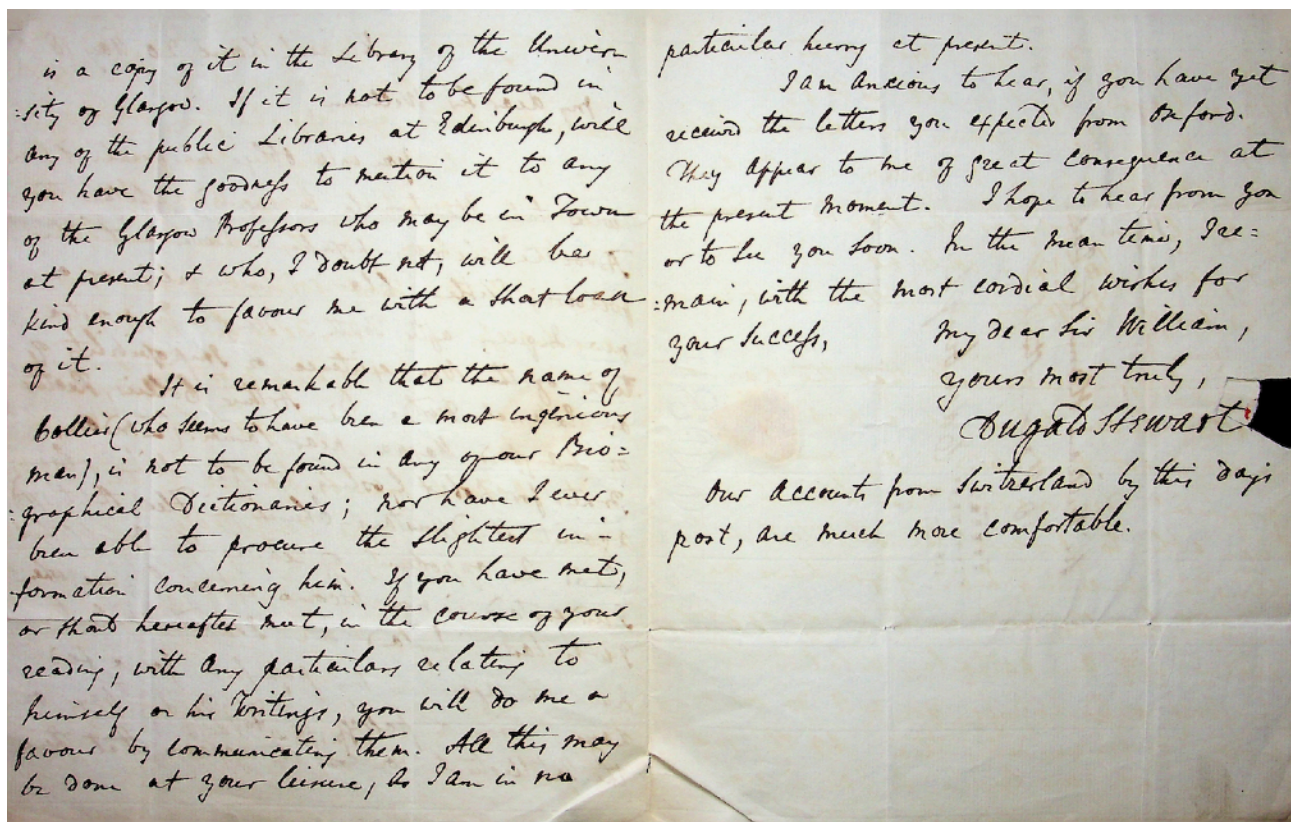 is a copy of it in the Library of the Univer
:sity of Glasgow. If it is not to be found in
any of the public Libraries at Edinburgh, will
you have the goodness to mention it to any
of the Glasgow Professors who may be in Town
at present; & who, I doubt not, will be
kind enough to favour me with a short loan
of it.
It is remarkable that the name of
Collier (who seems to have been a most ingenious
man), is not to be found in any of our Bio=
:graphical Dictionaries; nor have I ever
been able to procure the slightest in-
-formation concerning him. If you have met,
or should hereafter meet, in the course of your
reading, with any particulars relating to
himself or his Writings, you will do me a
favour by communicating them. All this may
be done at your leisure, as I am in no
particular hurry at present.
I am anxious to hear, if you have yet
received the letters you expected from Oxford.
They appear to me of great consequence at
the present moment. I hope to hear from you
or to see you soon. In the mean time, I re=
:main, with the most cordial wishes for
your success, My dear Sir William,
yours most truly,
Dugald Stewart
Our accounts from Switzerland by this days
post, are much more comfortable.